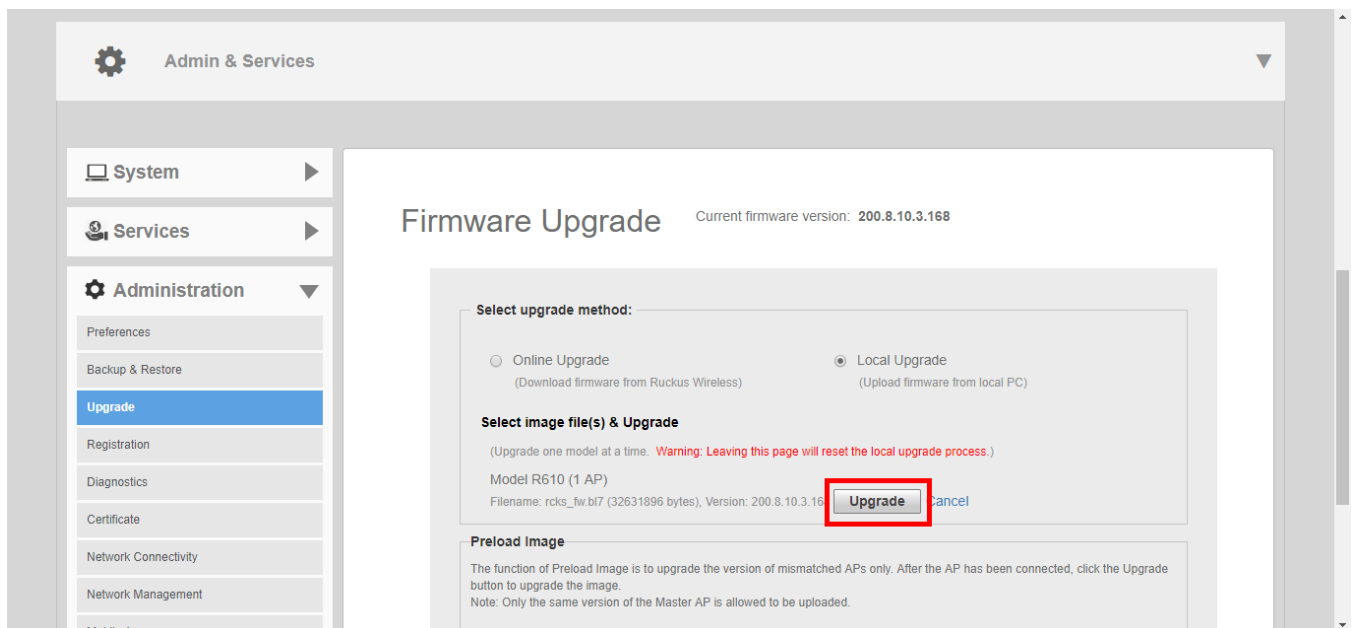 Admin & Services
System
Services
Administration
Preferences
Backup & Restore
Upgrade
Registration
Diagnostics
Certificate
Network Connectivity
Network Management
Firmware Upgrade Current firmware version: 200.8.10.3.168
Select upgrade method:
Online Upgrade Local Upgrade
(Download firmware from Ruckus Wireless) (Upload firmware from local PC)
Select image file(s) & Upgrade
(Upgrade one model at a time. Warning: Leaving this page will reset the local upgrade process.)
Model R610 (1 AP)
Filename: rcks_fw.bl7 (32631896 bytes), Version: 200.8.10.3.16 Upgrade Cancel
Preload Image
The function of Preload Image is to upgrade the version of mismatched APs only. After the AP has been connected, click the Upgrade
button to upgrade the image.
Note: Only the same version of the Master AP is allowed to be uploaded.